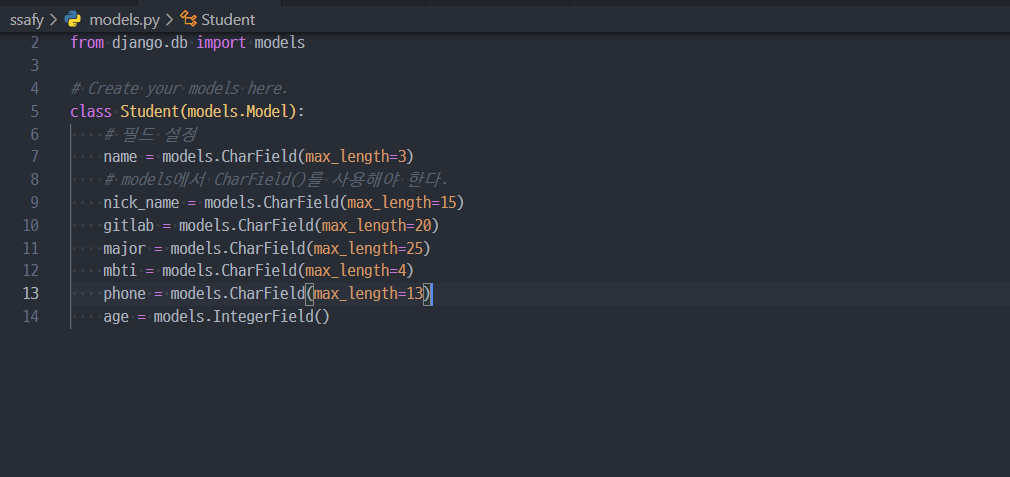 ssafy > models.py > Student
2 from django.db import models
3
4 # Create your models here.
5 class Student(models.Model):
6 # 필드 설정
7 name = models.CharField(max_length=3)
8 # models에서 CharField()를 사용해야 한다.
9 nick_name = models.CharField(max_length=15)
10 gitlab = models.CharField(max_length=20)
11 major = models.CharField(max_length=25)
12 mbti = models.CharField(max_length=4)
13 phone = models.CharField(max_length=13)
14 age = models.IntegerField()